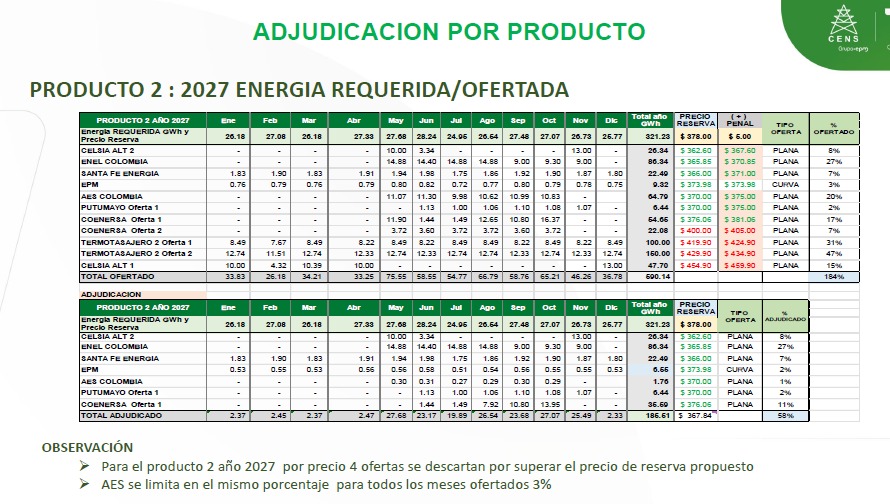 ADJUDICACION POR PRODUCTO
CENS
Grupo·epm
PRODUCTO 2 : 2027 ENERGIA REQUERIDA/OFERTADA
PRODUCTO 2 AÑO 2027 Ene Feb Mar Abr May Jun Jul Ago Sep Oct Nov Dic Total año GWh PRECIO RESERVA ( + ) PENAL TIPO OFERTA % OFERTADO
Energia REQUERIDA GWh y Precio Reserva 26.18 27.08 26.18 27.33 27.68 28.24 24.95 26.54 27.48 27.07 26.73 25.77 321.23 $ 378.00 $ 5.00
CELSIA ALT 2 - - - - 10.00 3.34 - - - - 13.00 - 26.34 $ 362.60 $ 367.60 PLANA 8%
ENEL COLOMBIA - - - - 14.88 14.40 14.88 14.88 9.00 9.30 9.00 - 86.34 $ 365.85 $ 370.85 PLANA 27%
SANTA FE ENERGIA 1.83 1.90 1.83 1.91 1.94 1.98 1.75 1.86 1.92 1.90 1.87 1.80 22.49 $ 366.00 $ 371.00 PLANA 7%
EPM 0.76 0.79 0.76 0.79 0.80 0.82 0.72 0.77 0.80 0.79 0.78 0.75 9.32 $ 373.98 $ 373.98 CURVA 3%
AES COLOMBIA - - - - 11.07 11.30 9.98 10.62 10.99 10.83 - - 64.79 $ 370.00 $ 375.00 PLANA 20%
PUTUMAYO Oferta 1 - - - - - 1.13 1.00 1.06 1.10 1.08 1.07 - 6.44 $ 370.00 $ 375.00 PLANA 2%
COENERSA Oferta 1 - - - - 11.90 1.44 1.49 12.65 10.80 16.37 - - 54.65 $ 376.06 $ 381.06 PLANA 17%
COENERSA Oferta 2 - - - - - 3.72 3.60 3.72 3.72 3.60 3.72 - 22.08 $ 400.00 $ 405.00 PLANA 7%
TERMOTASAJERO 2 Oferta 1 8.49 7.67 8.49 8.22 8.49 8.22 8.49 8.49 8.22 8.49 8.22 8.49 100.00 $ 419.90 $ 424.90 PLANA 31%
TERMOTASAJERO 2 Oferta 2 12.74 11.51 12.74 12.33 12.74 12.33 12.74 12.74 12.33 12.74 12.33 12.74 150.00 $ 429.90 $ 434.90 PLANA 47%
CELSIA ALT 1 10.00 4.32 10.39 10.00 - - - - - - - 13.00 47.70 $ 454.90 $ 459.90 PLANA 15%
TOTAL OFERTADO 33.83 26.18 34.21 33.25 75.55 58.55 54.77 66.79 58.76 65.21 46.26 36.78 590.14 184%
ADJUDICACION
PRODUCTO 2 AÑO 2027 Ene Feb Mar Abr May Jun Jul Ago Sep Oct Nov Dic Total año GWh PRECIO RESERVA TIPO OFERTA % ADJUDICADO
Energia REQUERIDA GWh y Precio Reserva 26.18 27.08 26.18 27.33 27.68 28.24 24.95 26.54 27.48 27.07 26.73 25.77 321.23 $ 378.00
CELSIA ALT 2 - - - - 10.00 3.34 - - - - 13.00 - 26.34 $ 362.60 PLANA 8%
ENEL COLOMBIA - - - - 14.88 14.40 14.88 14.88 9.00 9.30 9.00 - 86.34 $ 365.85 PLANA 27%
SANTA FE ENERGIA 1.83 1.90 1.83 1.91 1.94 1.98 1.75 1.86 1.92 1.90 1.87 1.80 22.49 $ 366.00 PLANA 7%
EPM 0.53 0.55 0.53 0.56 0.56 0.58 0.51 0.54 0.56 0.55 0.55 0.53 6.55 $ 373.98 CURVA 2%
AES COLOMBIA - - - - 0.30 0.31 0.27 0.29 0.30 0.29 - - 1.76 $ 370.00 PLANA 1%
PUTUMAYO Oferta 1 - - - - - 1.13 1.00 1.06 1.10 1.08 1.07 - 6.44 $ 370.00 PLANA 2%
COENERSA Oferta 1 - - - - - 1.44 1.49 7.92 10.80 13.95 - - 35.59 $ 376.06 PLANA 11%
TOTAL ADJUDICADO 2.37 2.45 2.37 2.47 27.68 23.17 19.89 26.54 23.68 27.07 25.49 2.33 185.51 $ 367.84 58%
OBSERVACIÓN
➢ Para el producto 2 año 2027 por precio 4 ofertas se descartan por superar el precio de reserva propuesto
➢ AES se limita en el mismo porcentaje para todos los meses ofertados 3%